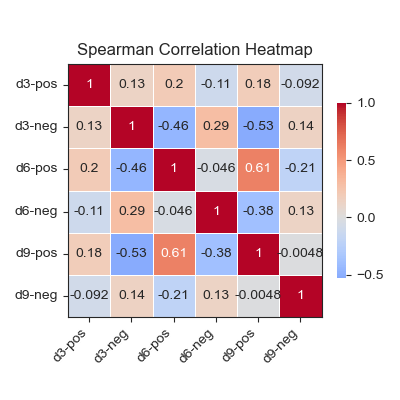 Spearman Correlation Heatmap
d3-pos 1 0.13 0.2 -0.11 0.18 -0.092
d3-neg 0.13 1 -0.46 0.29 -0.53 0.14
d6-pos 0.2 -0.46 1 -0.046 0.61 -0.21
d6-neg -0.11 0.29 -0.046 1 -0.38 0.13
d9-pos 0.18 -0.53 0.61 -0.38 1 -0.0048
d9-neg -0.092 0.14 -0.21 0.13 -0.0048 1
d3-pos d3-neg d6-pos d6-neg d9-pos d9-neg
1.0
0.5
0.0
−0.5